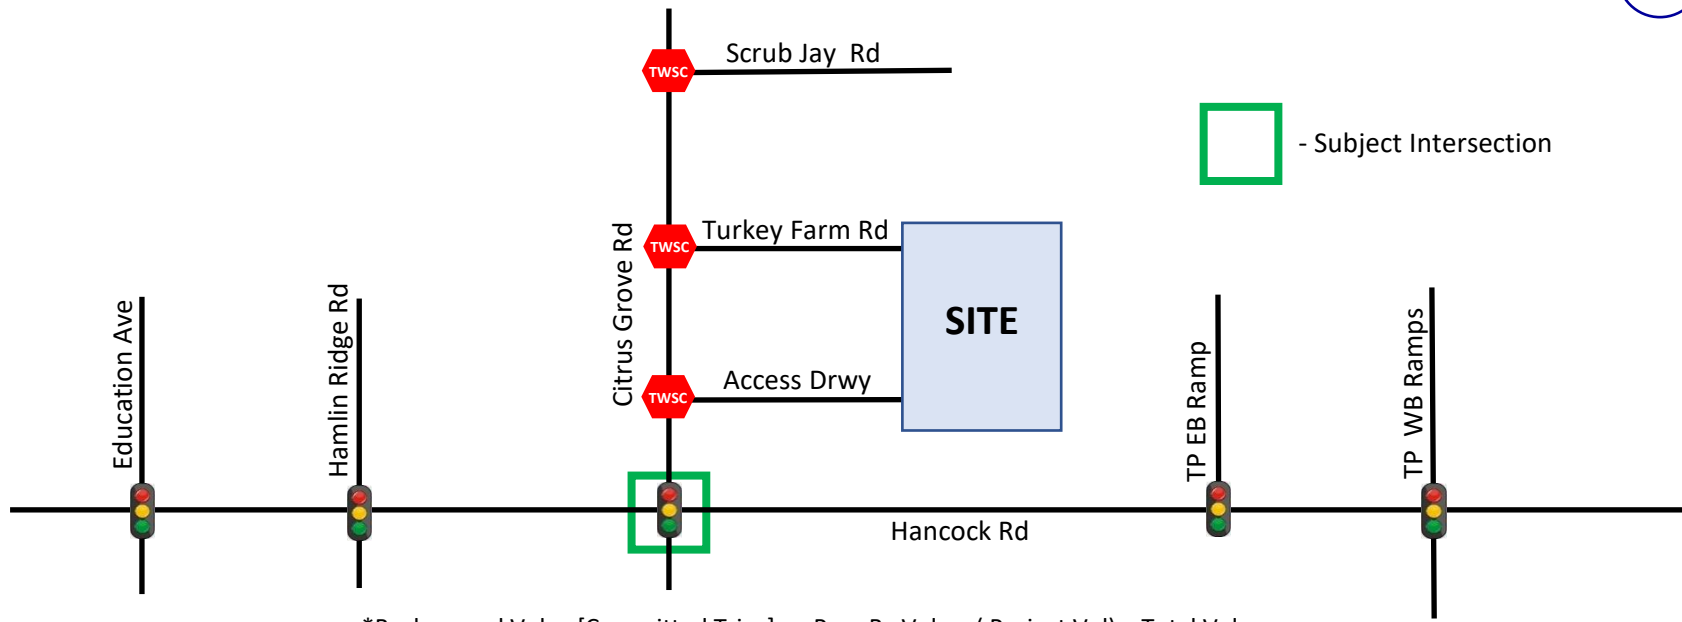 Scrub Jay Rd
TWSC
- Subject Intersection
Turkey Farm Rd
TWSC
Citrus Grove Rd
SITE
Education Ave
Hamlin Ridge Rd
Access Drwy
TWSC
TP EB Ramp
TP WB Ramps
Hancock Rd